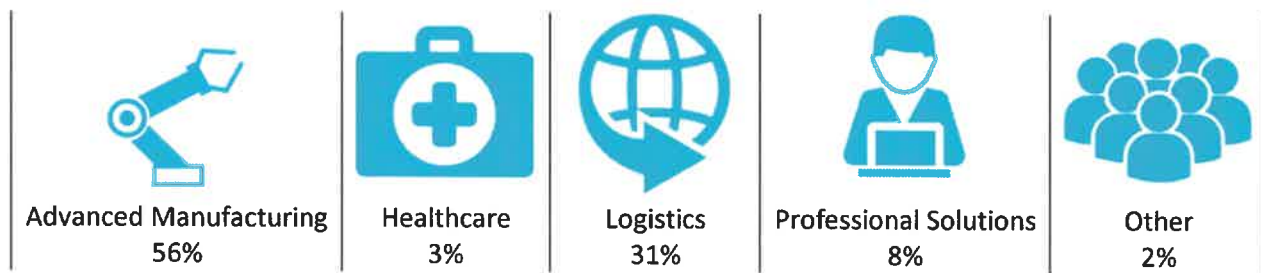 Advanced Manufacturing
56%
Healthcare
3%
Logistics
31%
Professional Solutions
8%
Other
2%